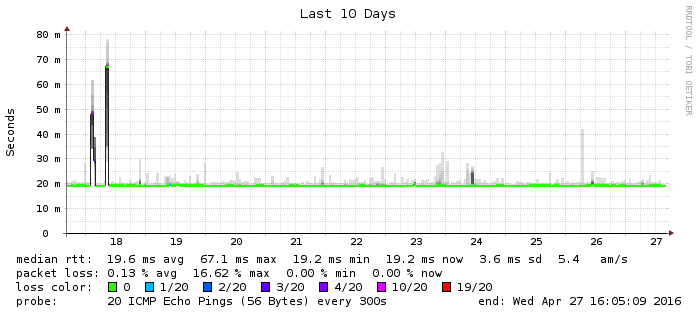 Last 10 Days
RRDTOOL / TOBI OETIKER
Seconds
80 m
70 m
60 m
50 m
40 m
30 m
20 m
10 m
0
18 19 20 21 22 23 24 25 26 27
median rtt: 19.6 ms avg 67.1 ms max 19.2 ms min 19.2 ms now 3.6 ms sd 5.4 am/s
packet loss: 0.13 % avg 16.62 % max 0.00 % min 0.00 % now
loss color: 0 1/20 2/20 3/20 4/20 10/20 19/20
probe: 20 ICMP Echo Pings (56 Bytes) every 300s end: Wed Apr 27 16:05:09 2016